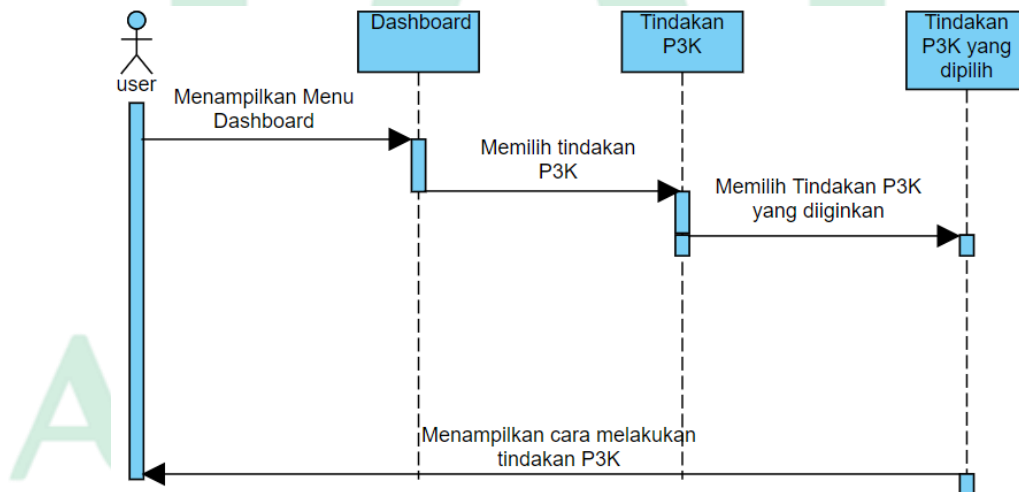 user
Dashboard
Tindakan
P3K
Tindakan
P3K yang
dipilih
Menampilkan Menu
Dashboard
Memilih tindakan
P3K
Memilih Tindakan P3K
yang diiginkan
Menampilkan cara melakukan
tindakan P3K